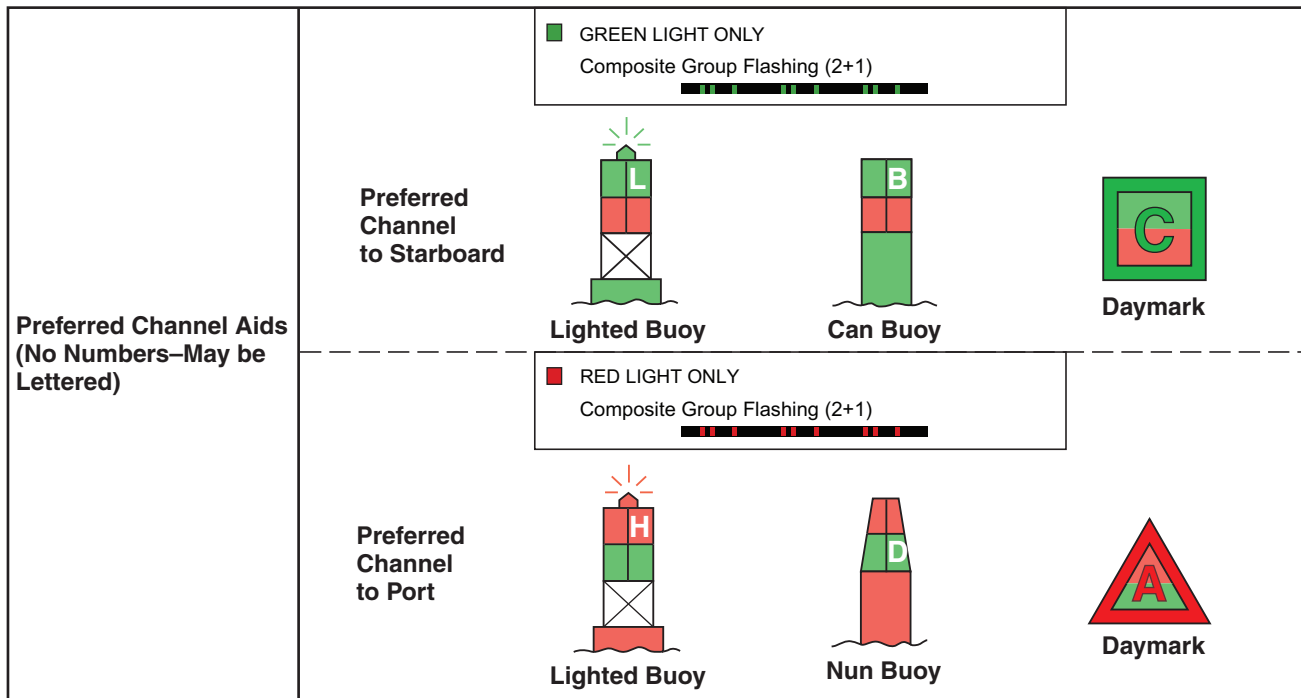 GREEN LIGHT ONLY
Composite Group Flashing (2+1)
Preferred
Channel
to Starboard
L
B
C
Lighted Buoy
Can Buoy
Daymark
Preferred Channel Aids
(No Numbers–May be
Lettered)
RED LIGHT ONLY
Composite Group Flashing (2+1)
Preferred
Channel
to Port
H
D
A
Lighted Buoy
Nun Buoy
Daymark